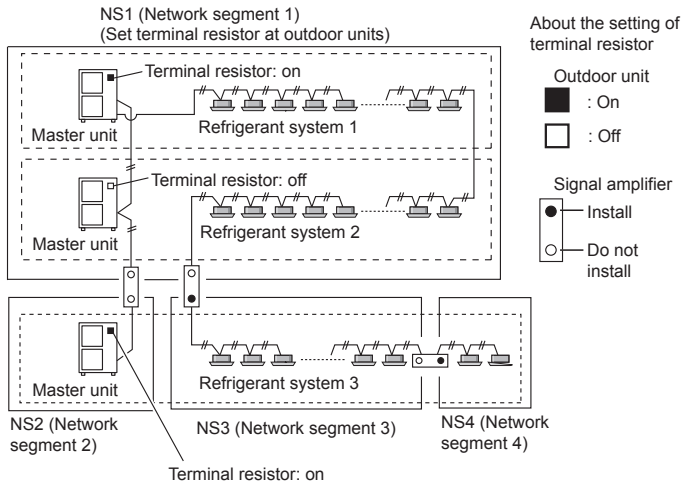 NS1 (Network segment 1)
(Set terminal resistor at outdoor units)
Terminal resistor: on
Master unit
Refrigerant system 1
Terminal resistor: off
Master unit
Refrigerant system 2
Master unit
Refrigerant system 3
NS2 (Network
segment 2)
NS3 (Network segment 3)
NS4 (Network
segment 4)
Terminal resistor: on
About the setting of
terminal resistor
Outdoor unit
: On
: Off
Signal amplifier
Install
Do not
install